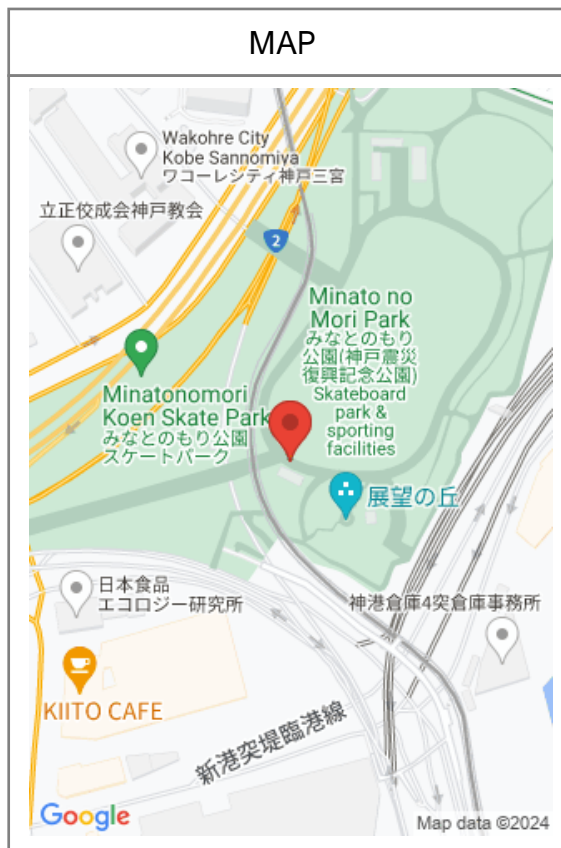 MAP
Wakohre City
Kobe Sannomiya
ワコーレシティ神戸三宮
立正佼成会神戸教会
2
Minato no
Mori Park
みなとのもり
公園(神戸震災
復興記念公園)
Skateboard
park &
sporting
facilities
Minatonomori
Koen Skate Park
みなとのもり公園
スケートパーク
展望の丘
日本食品
エコロジー研究所
神港倉庫4突倉庫事務所
KIITO CAFE
新港突堤臨港線
Google
Map data ©2024